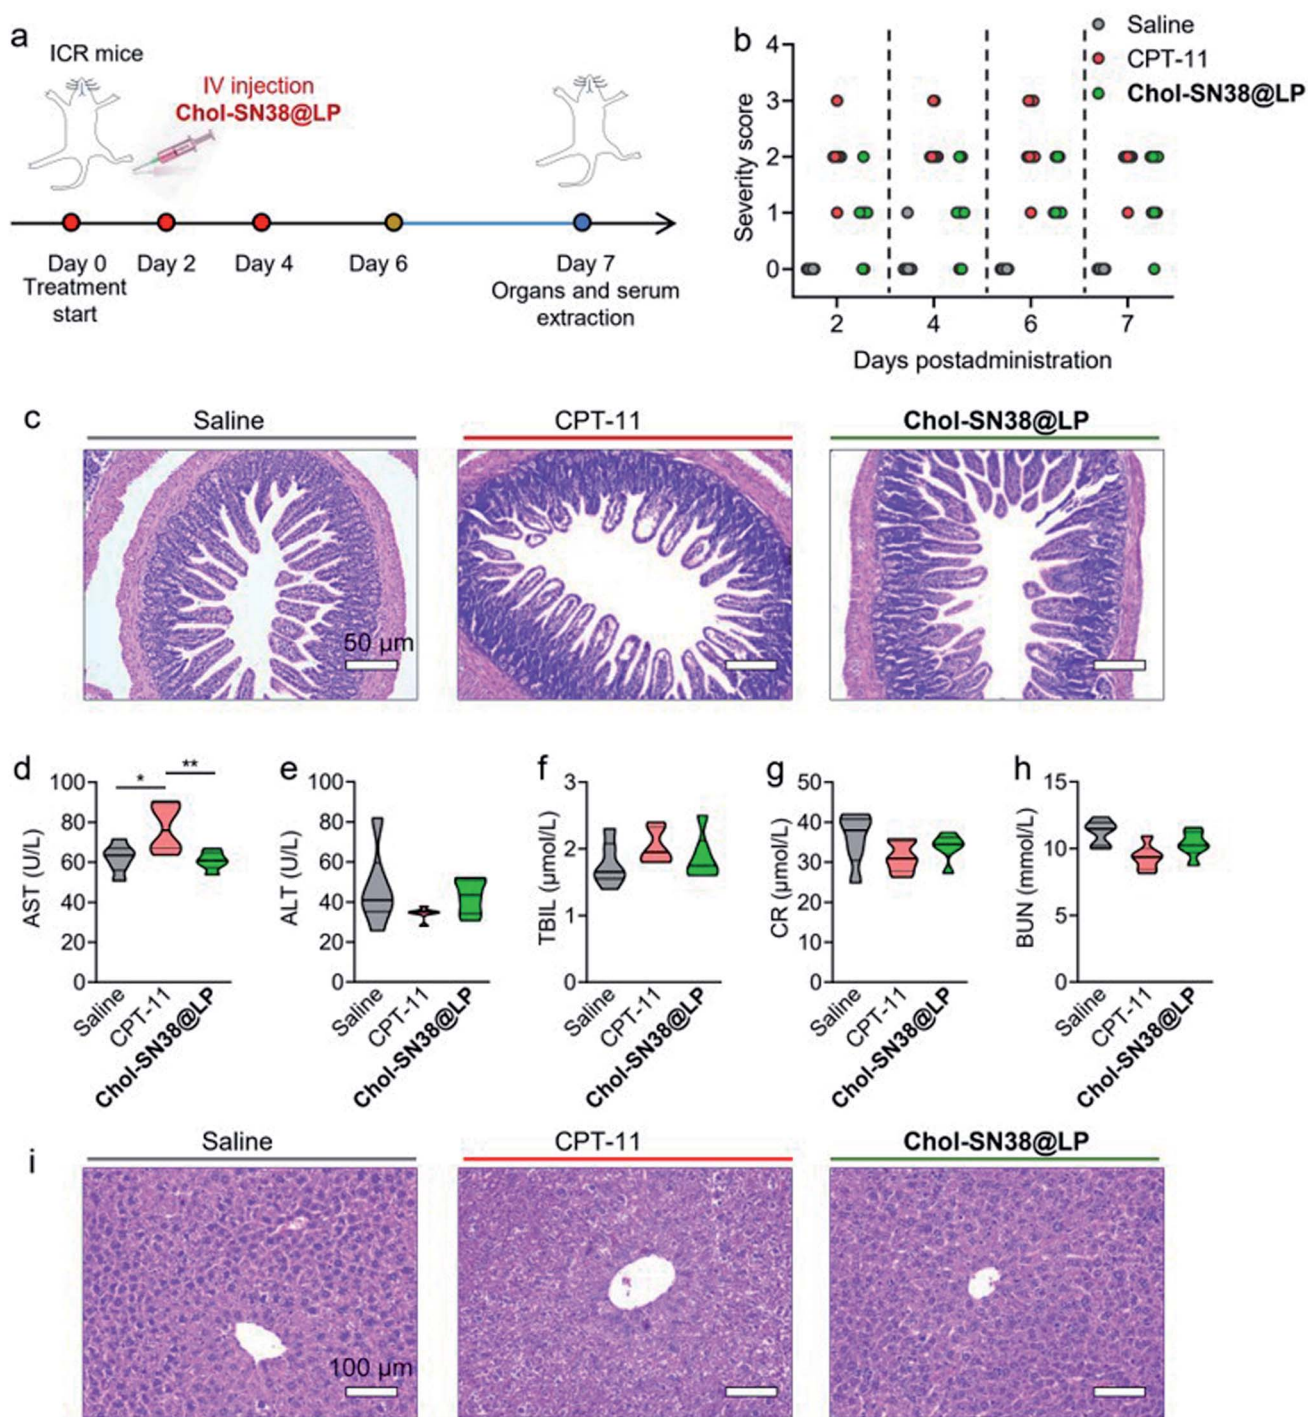 a
ICR mice
IV injection
Chol-SN38@LP
Day 0
Treatment
start
Day 2
Day 4
Day 6
Day 7
Organs and serum
extraction
b
Saline
CPT-11
Chol-SN38@LP
Severity score
4
3
2
1
0
2 4 6 7
Days postadministration
c
Saline
CPT-11
Chol-SN38@LP
50 µm
d
AST (U/L)
100
80
60
40
20
0
*
**
Saline
CPT-11
Chol-SN38@LP
e
ALT (U/L)
100
80
60
40
20
0
Saline
CPT-11
Chol-SN38@LP
f
TBIL (µmol/L)
3
2
1
0
Saline
CPT-11
Chol-SN38@LP
g
CR (µmol/L)
50
40
30
20
10
0
Saline
CPT-11
Chol-SN38@LP
h
BUN (mmol/L)
15
10
5
0
Saline
CPT-11
Chol-SN38@LP
i
Saline
CPT-11
Chol-SN38@LP
100 µm